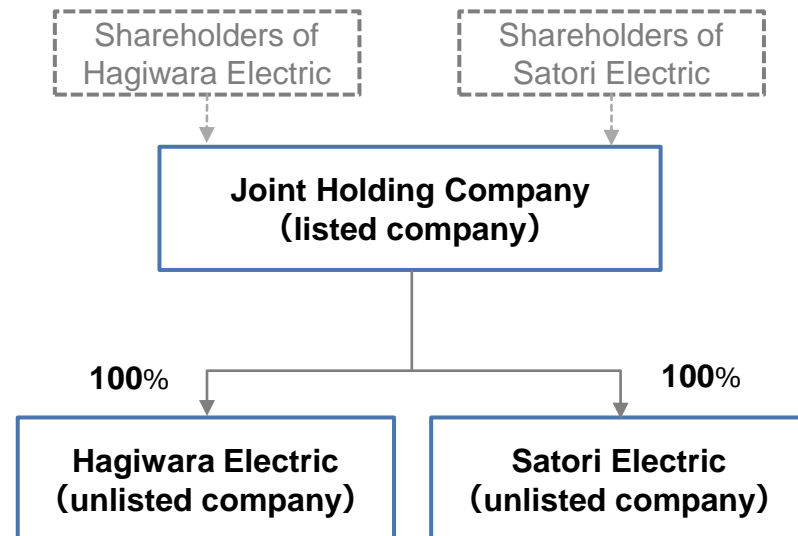 Shareholders of
Hagiwara Electric
Shareholders of
Satori Electric
Joint Holding Company
（listed company）
100%
100%
Hagiwara Electric
（unlisted company）
Satori Electric
（unlisted company）